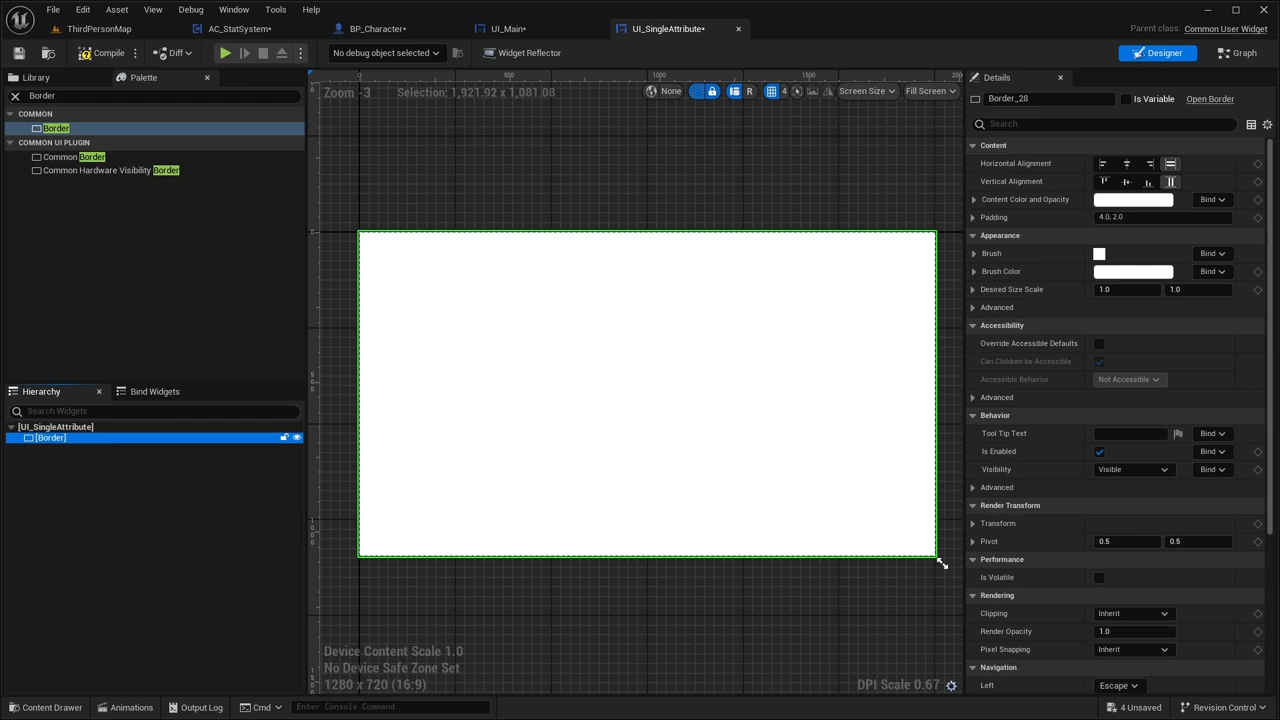 File Edit Asset View Debug Window Tools Help
ThirdPersonMap AC_StatSystem* BP_Character* UI_Main* UI_SingleAttribute* Parent class: Common User Widget
Compile Diff No debug object selected Widget Reflector Designer Graph
Library Palette
Border
COMMON
Border
COMMON UI PLUGIN
Common Border
Common Hardware Visibility Border
Hierarchy Bind Widgets
Search Widgets
[UI_SingleAttribute]
[Border]
0 500 1000 1500 200
Zoom -3 Selection: 1,921.92 x 1,081.08 None R 4 Screen Size Fill Screen
Device Content Scale 1.0
No Device Safe Zone Set
1280 x 720 (16:9) DPI Scale 0.67
Details
Border_28 Is Variable Open Border
Search
Content
Horizontal Alignment
Vertical Alignment
Content Color and Opacity Bind
Padding 4.0, 2.0
Appearance
Brush Bind
Brush Color Bind
Desired Size Scale 1.0 1.0
Advanced
Accessibility
Override Accessible Defaults
Can Children be Accessible
Accessible Behavior Not Accessible
Advanced
Behavior
Tool Tip Text Bind
Is Enabled Bind
Visibility Visible Bind
Advanced
Render Transform
Transform
Pivot 0.5 0.5
Performance
Is Volatile
Rendering
Clipping Inherit
Render Opacity 1.0
Pixel Snapping Inherit
Navigation
Left Escape
Content Drawer Animations Output Log Cmd Enter Console Command 4 Unsaved Revision Control